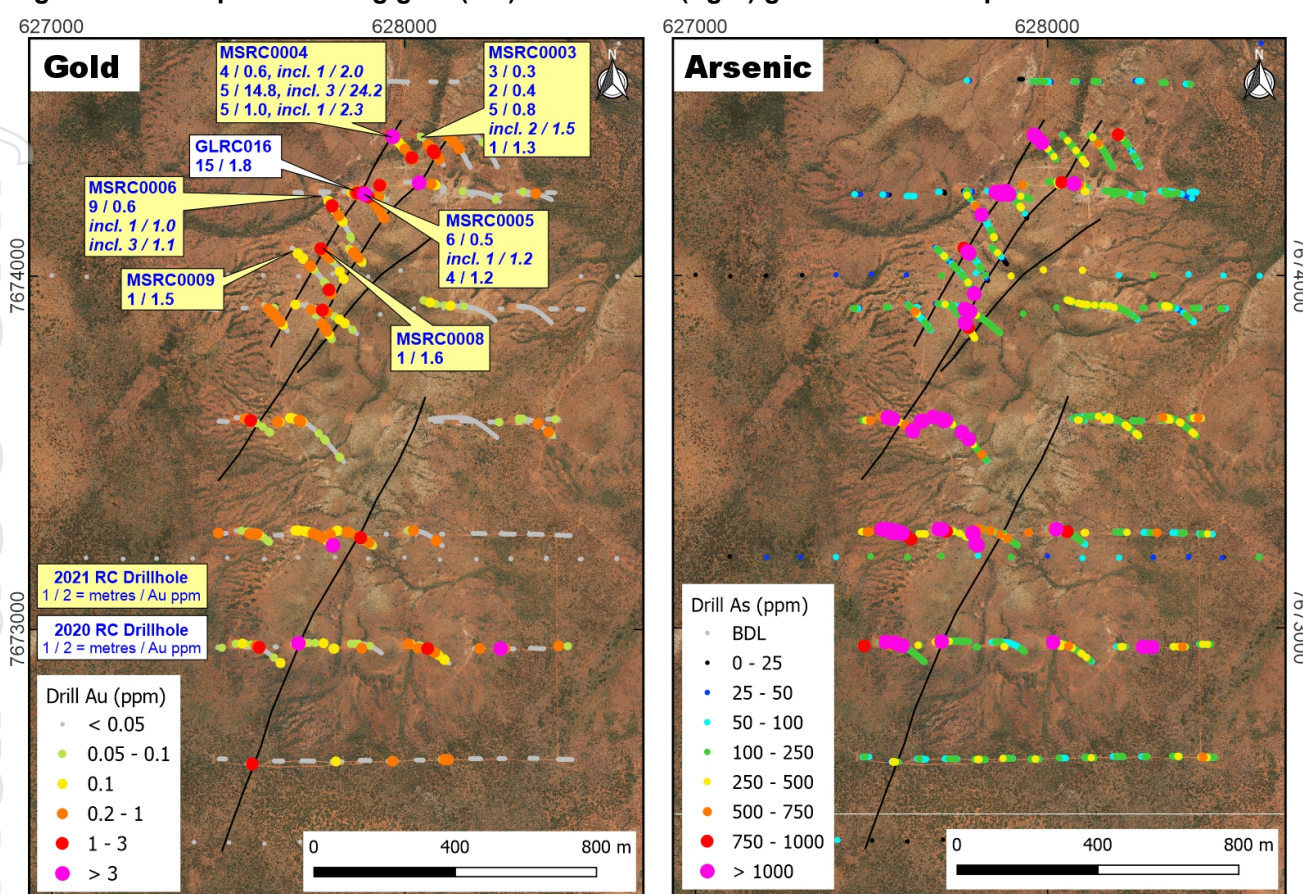 627000
628000
627000
628000
Gold
MSRC0004
4 / 0.6, incl. 1 / 2.0
5 / 14.8, incl. 3 / 24.2
5 / 1.0, incl. 1 / 2.3
MSRC0003
3 / 0.3
2 / 0.4
5 / 0.8
incl. 2 / 1.5
1 / 1.3
N
GLRC016
15 / 1.8
MSRC0006
9 / 0.6
incl. 1 / 1.0
incl. 3 / 1.1
MSRC0005
6 / 0.5
incl. 1 / 1.2
4 / 1.2
MSRC0009
1 / 1.5
MSRC0008
1 / 1.6
7674000
7673000
2021 RC Drillhole
1 / 2 = metres / Au ppm
2020 RC Drillhole
1 / 2 = metres / Au ppm
Drill Au (ppm)
< 0.05
0.05 - 0.1
0.1
0.2 - 1
1 - 3
> 3
0
400
800 m
Arsenic
N
7674000
7673000
Drill As (ppm)
BDL
0 - 25
25 - 50
50 - 100
100 - 250
250 - 500
500 - 750
750 - 1000
> 1000
0
400
800 m